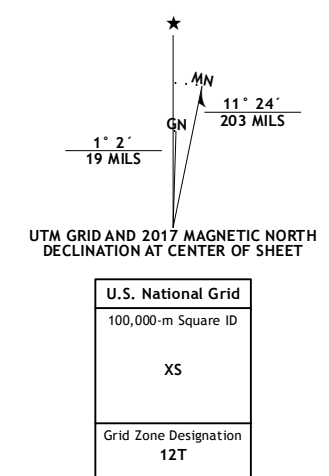 ★
MN
GN
11° 24´
203 MILS
1° 2´
19 MILS
UTM GRID AND 2017 MAGNETIC NORTH
DECLINATION AT CENTER OF SHEET
U.S. National Grid
100,000-m Square ID
XS
Grid Zone Designation
12T